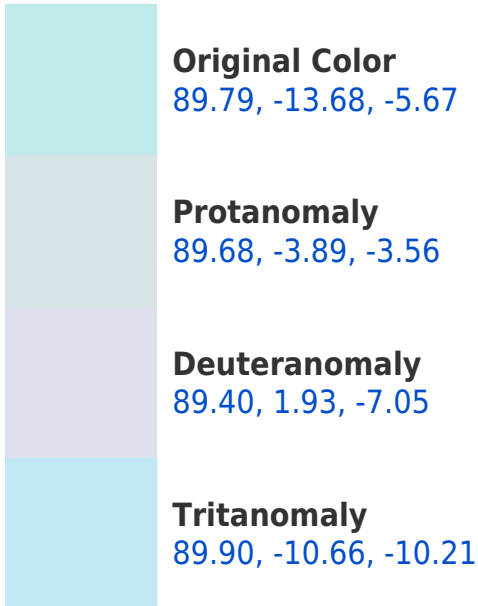 Original Color
89.79, -13.68, -5.67
Protanomaly
89.68, -3.89, -3.56
Deuteranomaly
89.40, 1.93, -7.05
Tritanomaly
89.90, -10.66, -10.21